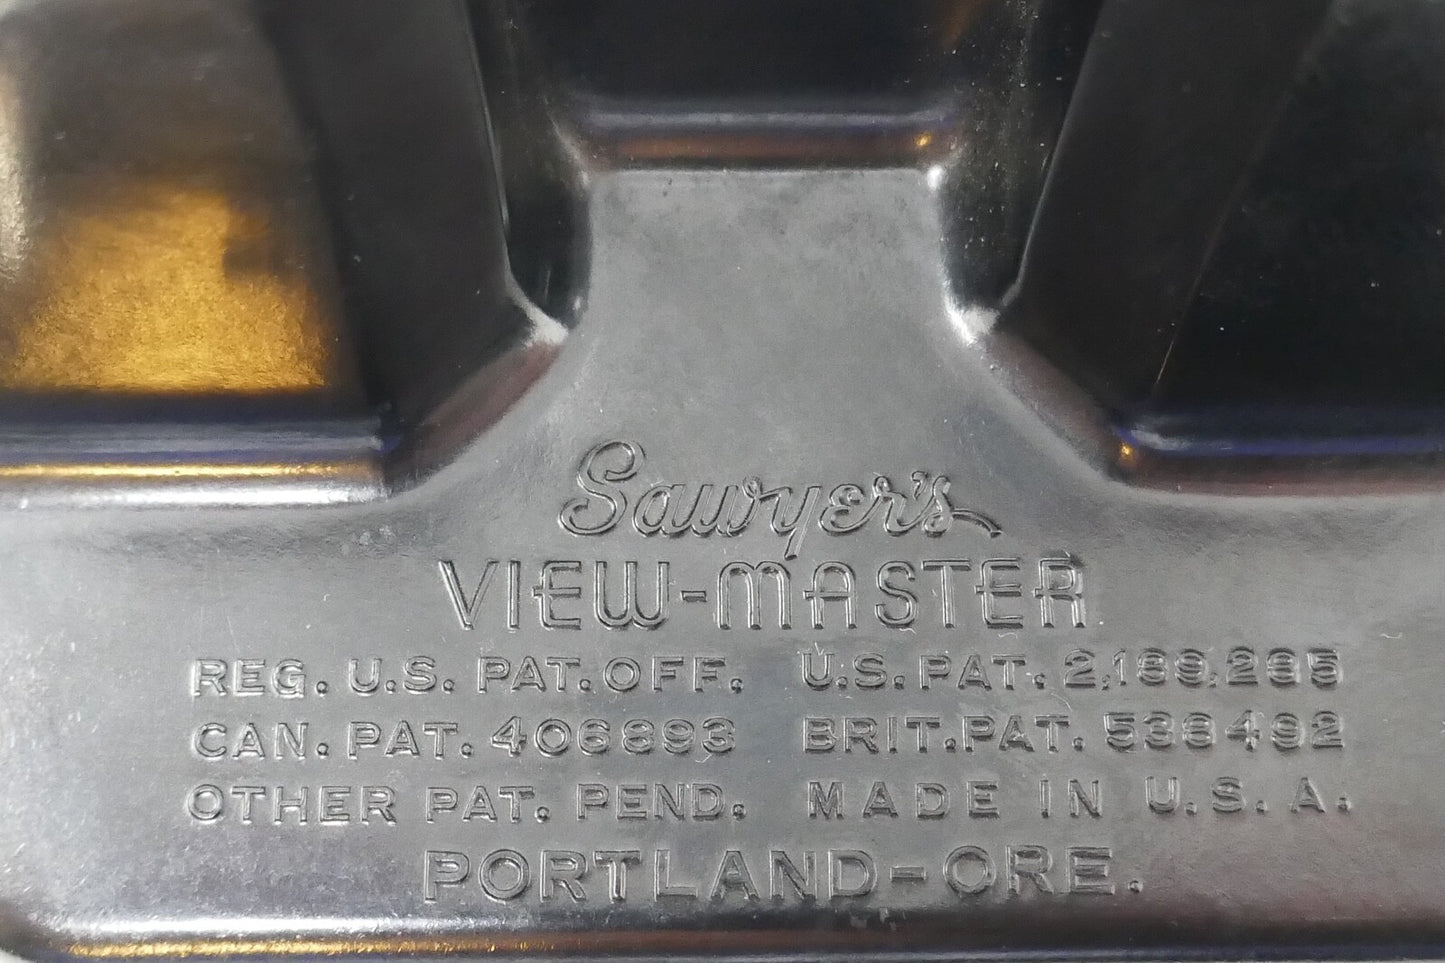 Sawyer's
VIEW-MASTER
REG. U.S. PAT. OFF. U.S. PAT. 2,189,285
CAN. PAT. 406893 BRIT. PAT. 538492
OTHER PAT. PEND. MADE IN U.S.A.
PORTLAND-ORE.